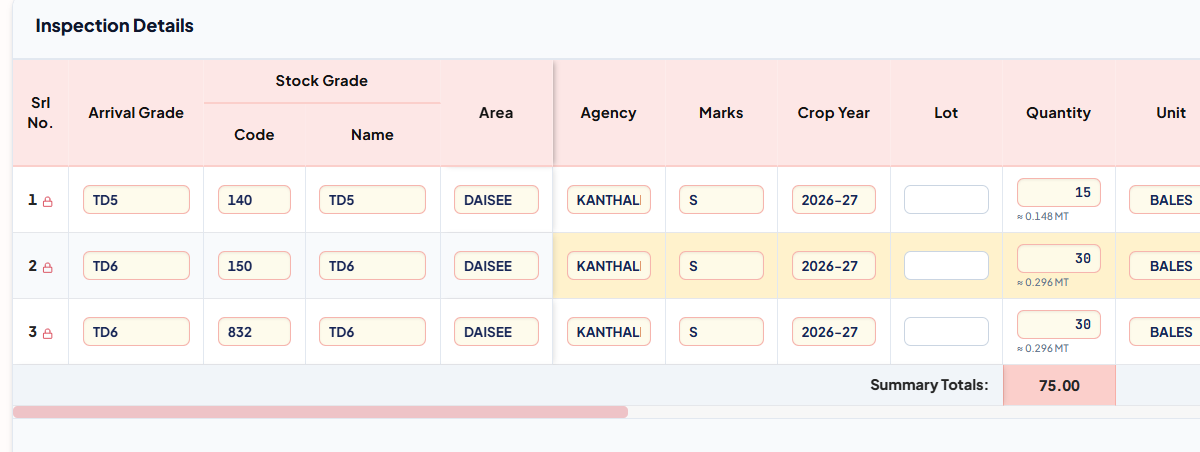 Inspection Details
Srl No. Arrival Grade Stock Grade Code Name Area Agency Marks Crop Year Lot Quantity Unit
1 TD5 140 TD5 DAISEE KANTHAL S 2026-27 15 BALES
≈ 0.148 MT
2 TD6 150 TD6 DAISEE KANTHAL S 2026-27 30 BALES
≈ 0.296 MT
3 TD6 832 TD6 DAISEE KANTHAL S 2026-27 30 BALES
≈ 0.296 MT
Summary Totals: 75.00